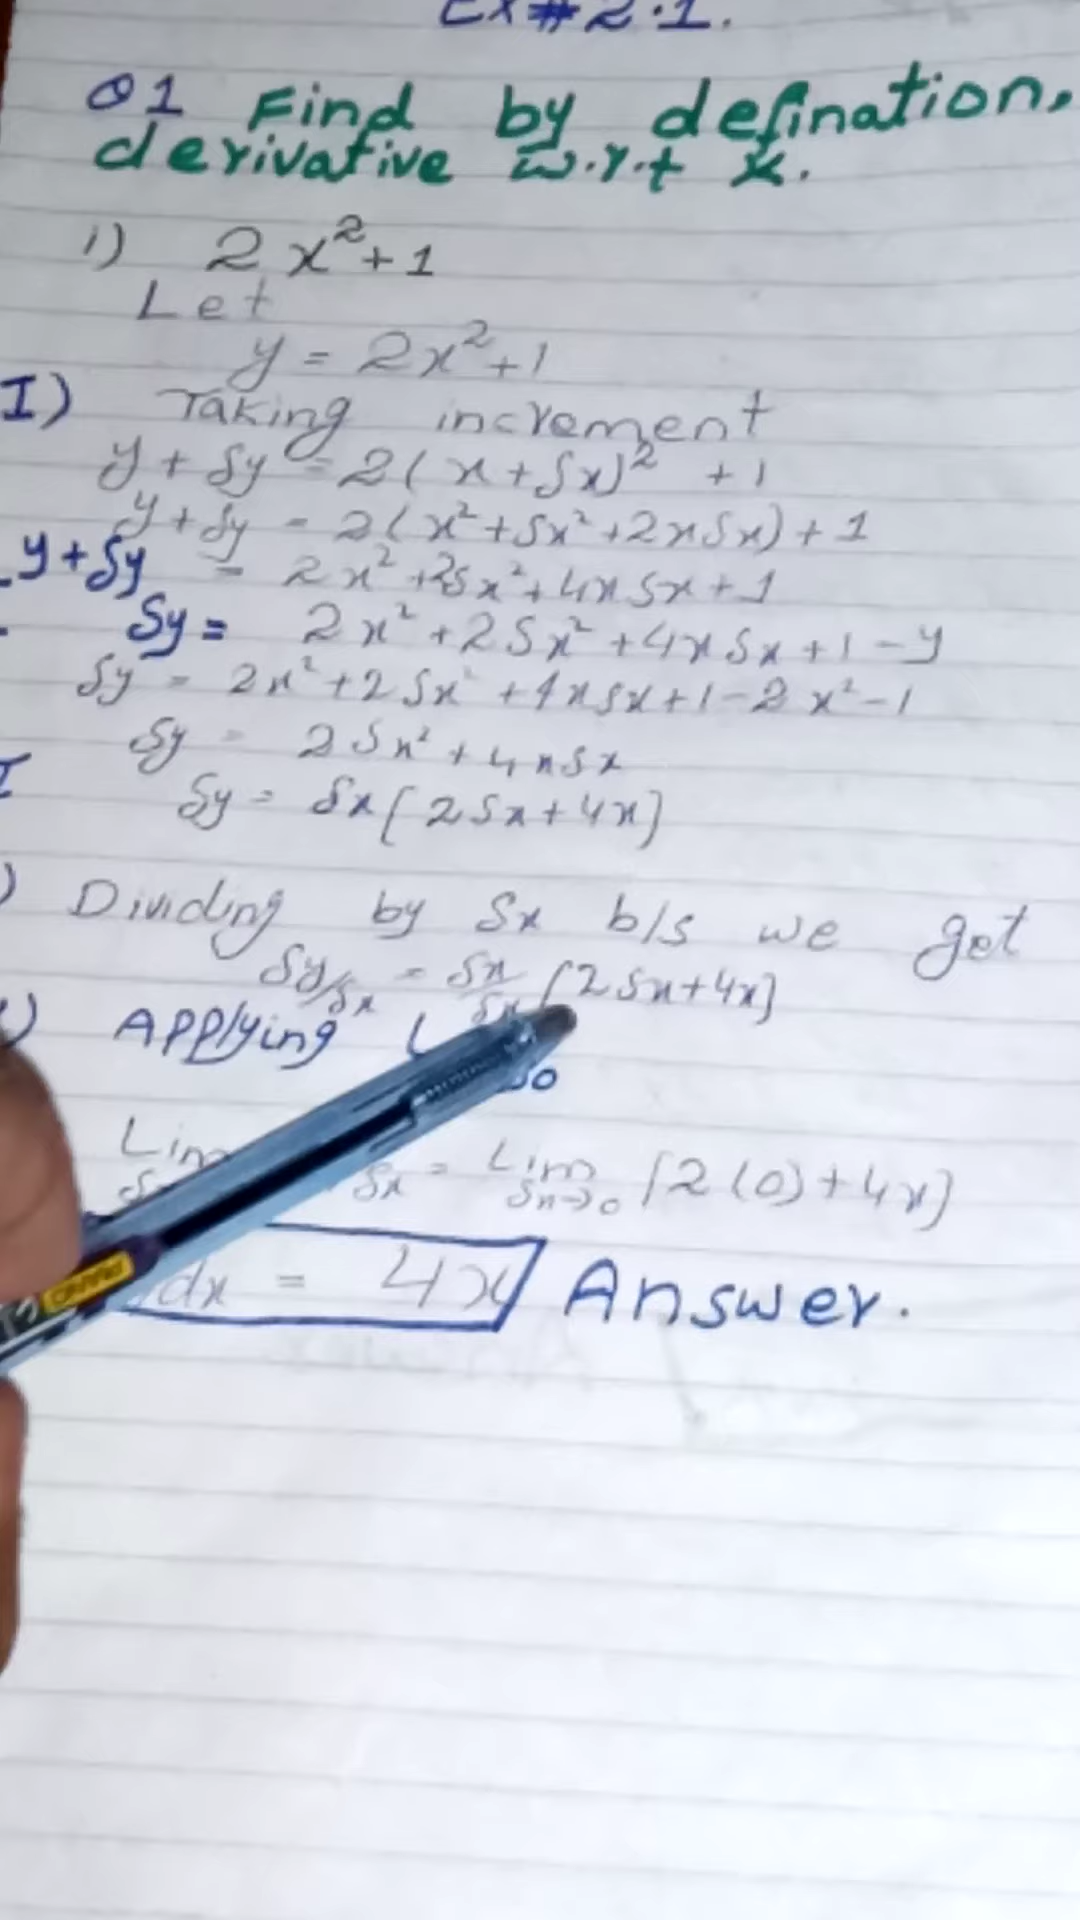 Ex#2.1.
Q1 Find by defination,
derivative w.r.t x.
i) 2x²+1
Let
y = 2x²+1
I) Taking increment
y + δy = 2(x+δx)² + 1
y + δy = 2(x²+δx²+2xδx)+1
y+δy = 2x²+2δx²+4xδx+1
δy = 2x²+2δx²+4xδx+1-y
δy = 2x²+2δx²+4xδx+1-2x²-1
δy = 2δx²+4xδx
δy = δx[2δx+4x]
) Dividing by δx b/s we get
δy/δx = δx/δx [2δx+4x]
) Applying
Lim δx = Lim δx→0 [2(0)+4x]
dx = 4x Answer.